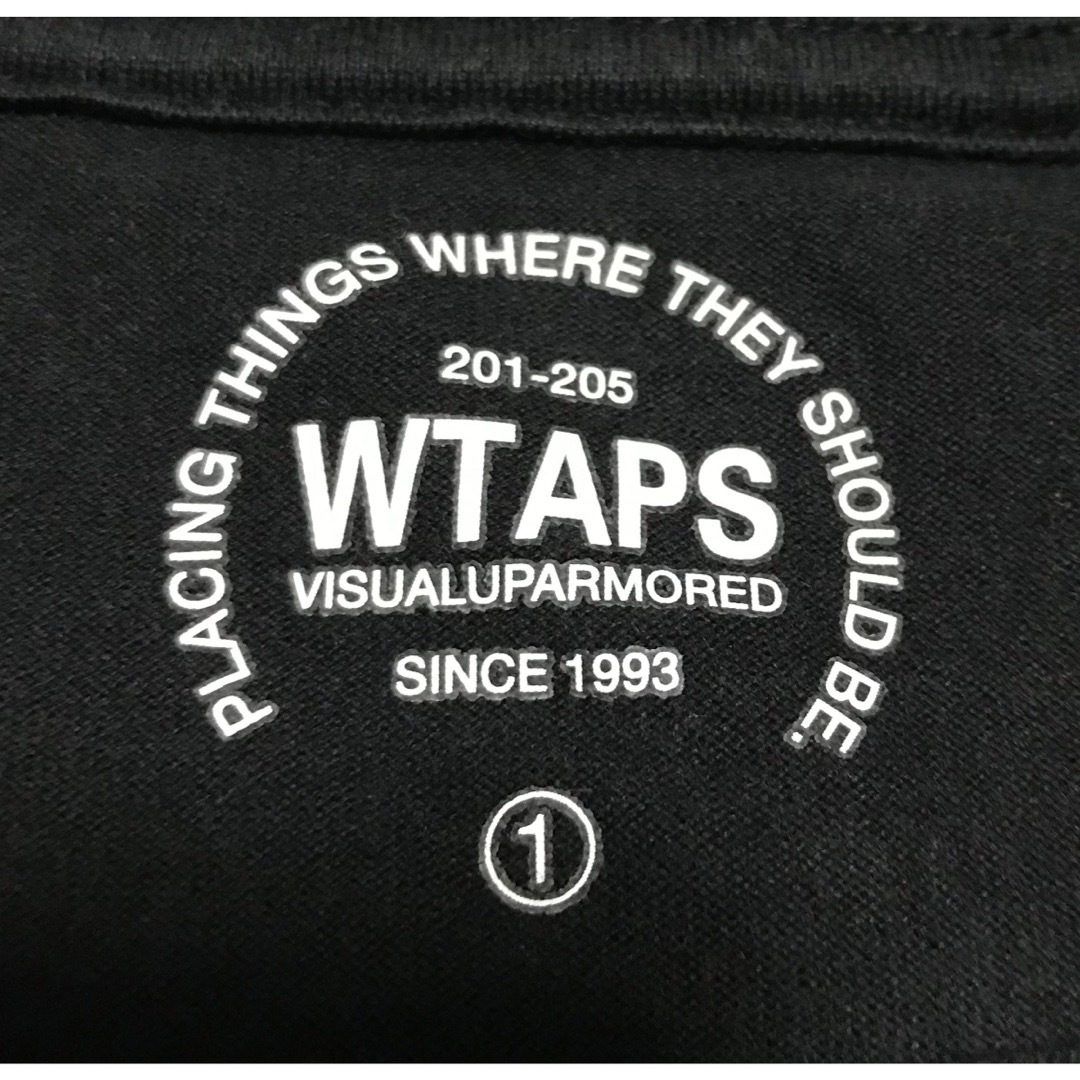 PLACING THINGS WHERE THEY SHOULD BE.
201-205
WTAPS
VISUALUPARMORED
SINCE 1993
1